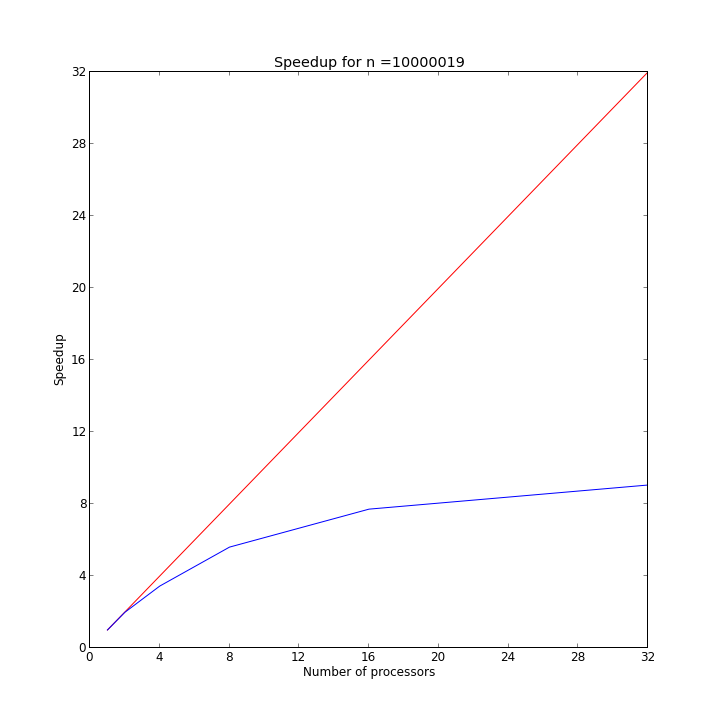 Speedup for n =10000019
32
28
24
20
16
12
8
4
0
Speedup
0 4 8 12 16 20 24 28 32
Number of processors